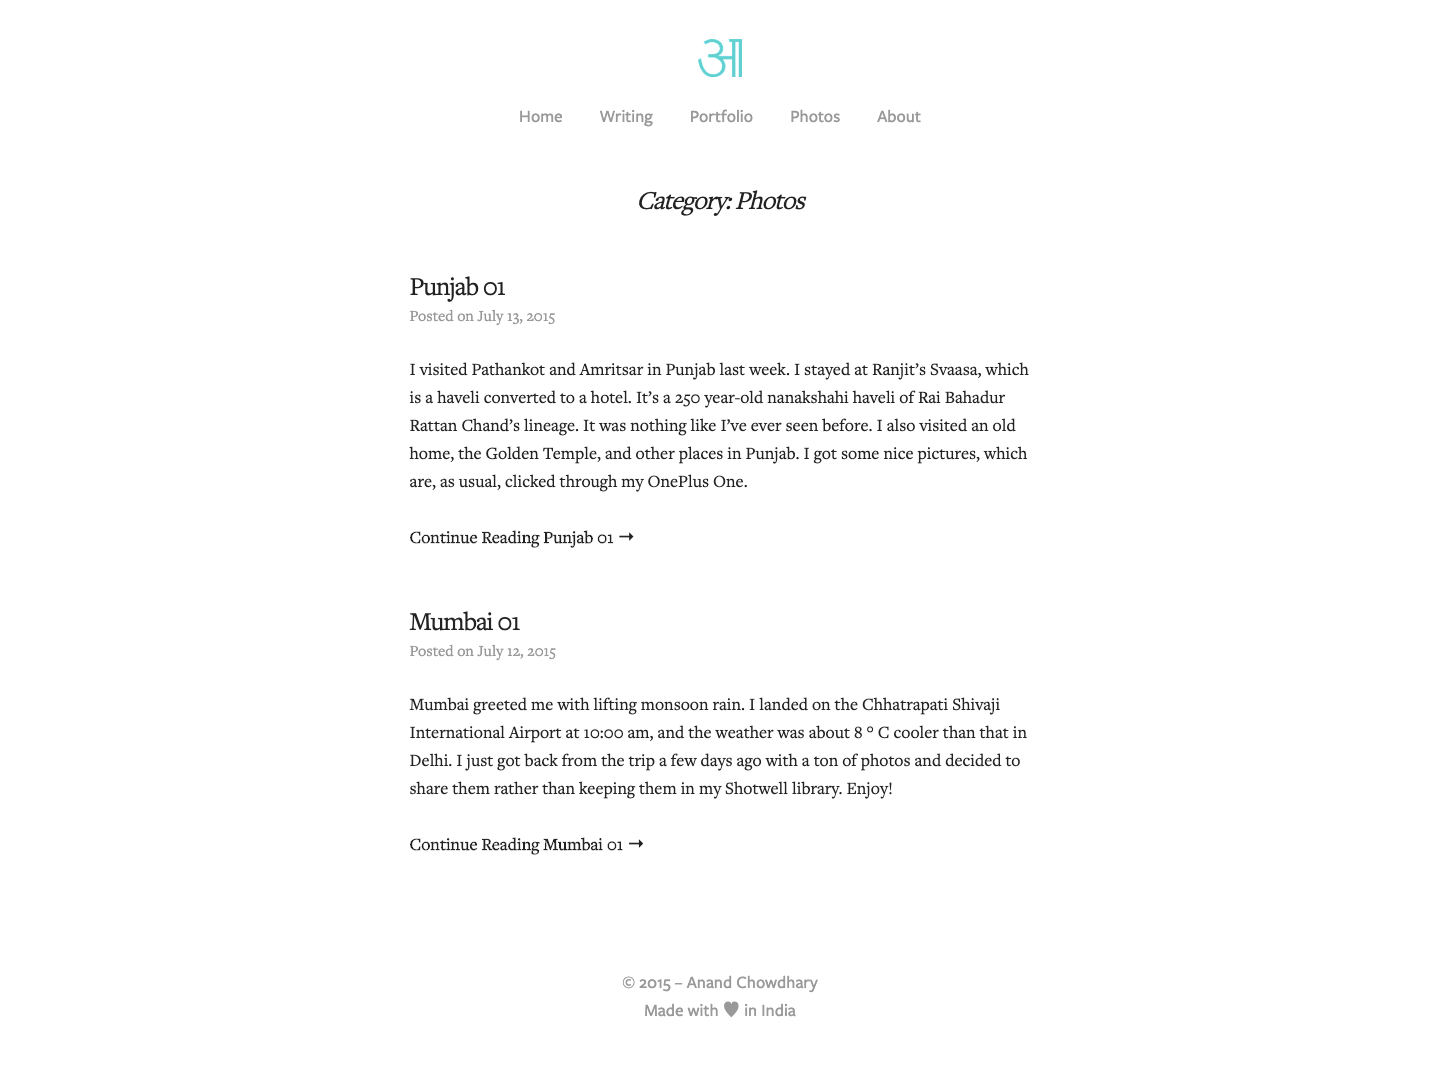 आ
Home Writing Portfolio Photos About
Category: Photos
Punjab 01
Posted on July 13, 2015
I visited Pathankot and Amritsar in Punjab last week. I stayed at Ranjit’s Svaasa, which
is a haveli converted to a hotel. It’s a 250 year-old nanakshahi haveli of Rai Bahadur
Rattan Chand’s lineage. It was nothing like I’ve ever seen before. I also visited an old
home, the Golden Temple, and other places in Punjab. I got some nice pictures, which
are, as usual, clicked through my OnePlus One.
Continue Reading Punjab 01 →
Mumbai 01
Posted on July 12, 2015
Mumbai greeted me with lifting monsoon rain. I landed on the Chhatrapati Shivaji
International Airport at 10:00 am, and the weather was about 8 ° C cooler than that in
Delhi. I just got back from the trip a few days ago with a ton of photos and decided to
share them rather than keeping them in my Shotwell library. Enjoy!
Continue Reading Mumbai 01 →
© 2015 – Anand Chowdhary
Made with ♥ in India